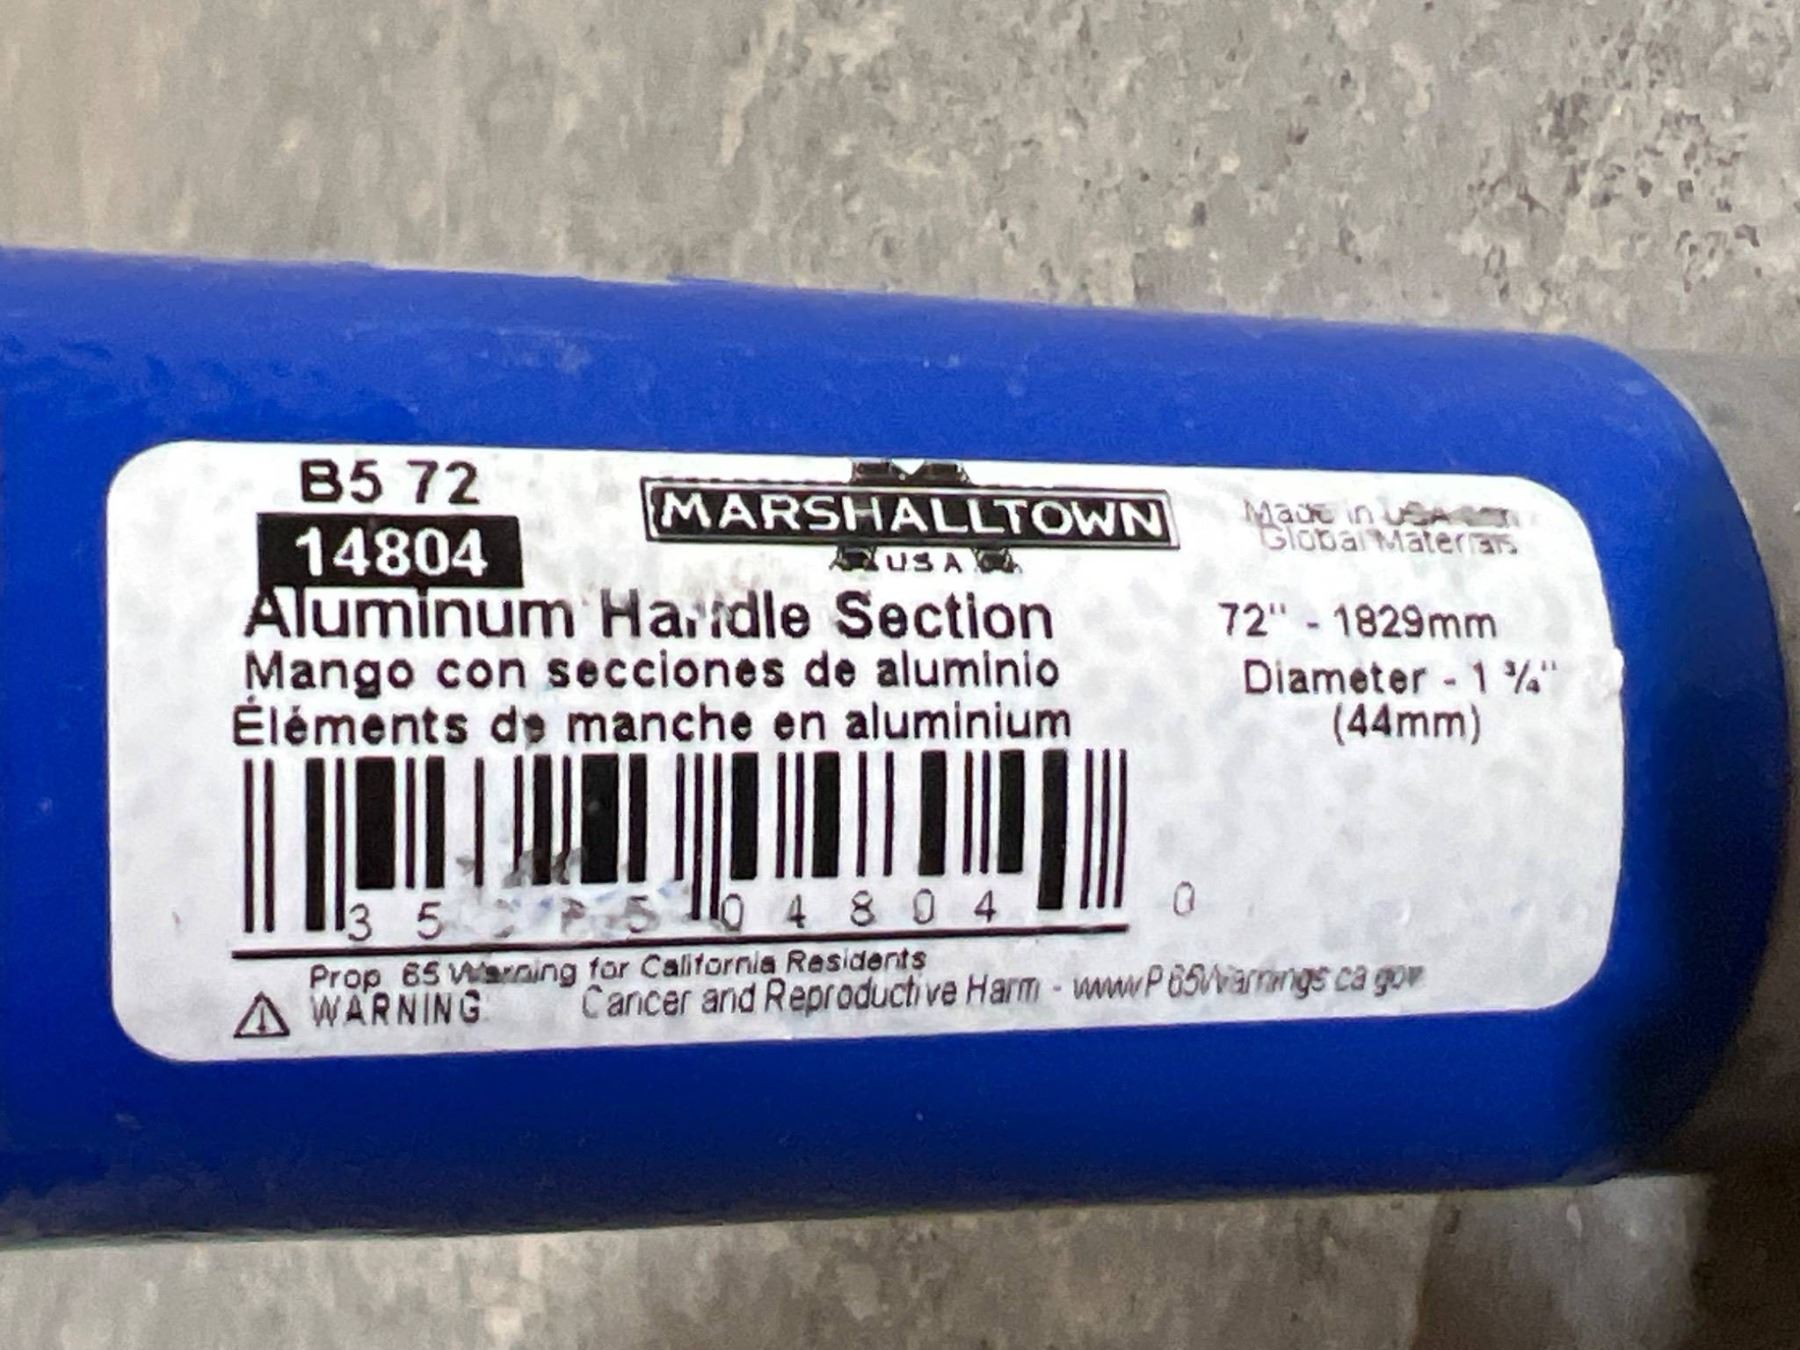 B5 72
14804
MARSHALLTOWN
USA
Made in USA
Global Materials
Aluminum Handle Section
Mango con secciones de aluminio
Éléments de manche en aluminium
72" - 1829mm
Diameter - 1 ¾"
(44mm)
35 5 04804 0
Prop 65 Warning for California Residents
WARNING: Cancer and Reproductive Harm - www.P65Warnings.ca.gov